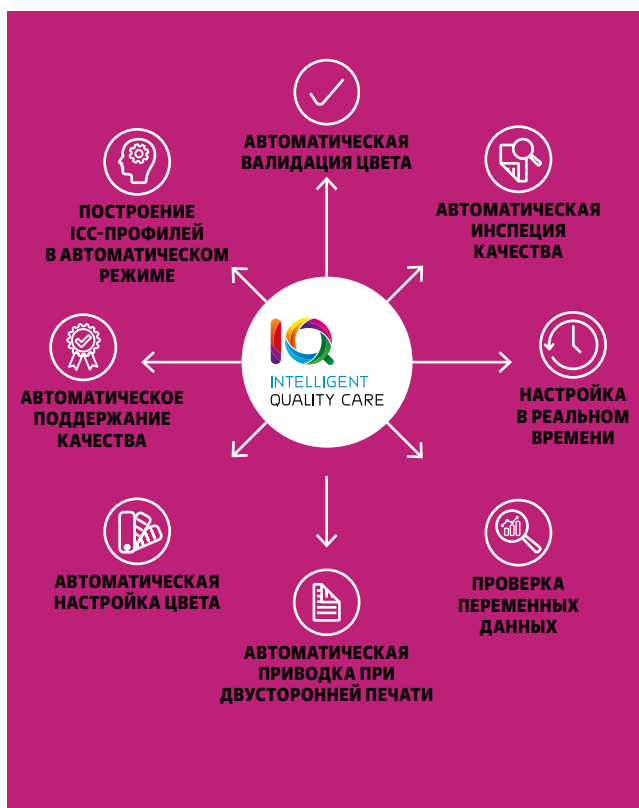 АВТОМАТИЧЕСКАЯ
ВАЛИДАЦИЯ ЦВЕТА
ПОСТРОЕНИЕ
ICC-ПРОФИЛЕЙ
В АВТОМАТИЧЕСКОМ
РЕЖИМЕ
АВТОМАТИЧЕСКАЯ
ИНСПЕЦИЯ
КАЧЕСТВА
IQ
INTELLIGENT
QUALITY CARE
АВТОМАТИЧЕСКОЕ
ПОДДЕРЖАНИЕ
КАЧЕСТВА
НАСТРОЙКА
В РЕАЛЬНОМ
ВРЕМЕНИ
АВТОМАТИЧЕСКАЯ
НАСТРОЙКА ЦВЕТА
ПРОВЕРКА
ПЕРЕМЕННЫХ
ДАННЫХ
АВТОМАТИЧЕСКАЯ
ПРИВОДКА ПРИ
ДВУСТОРОННЕЙ ПЕЧАТИ